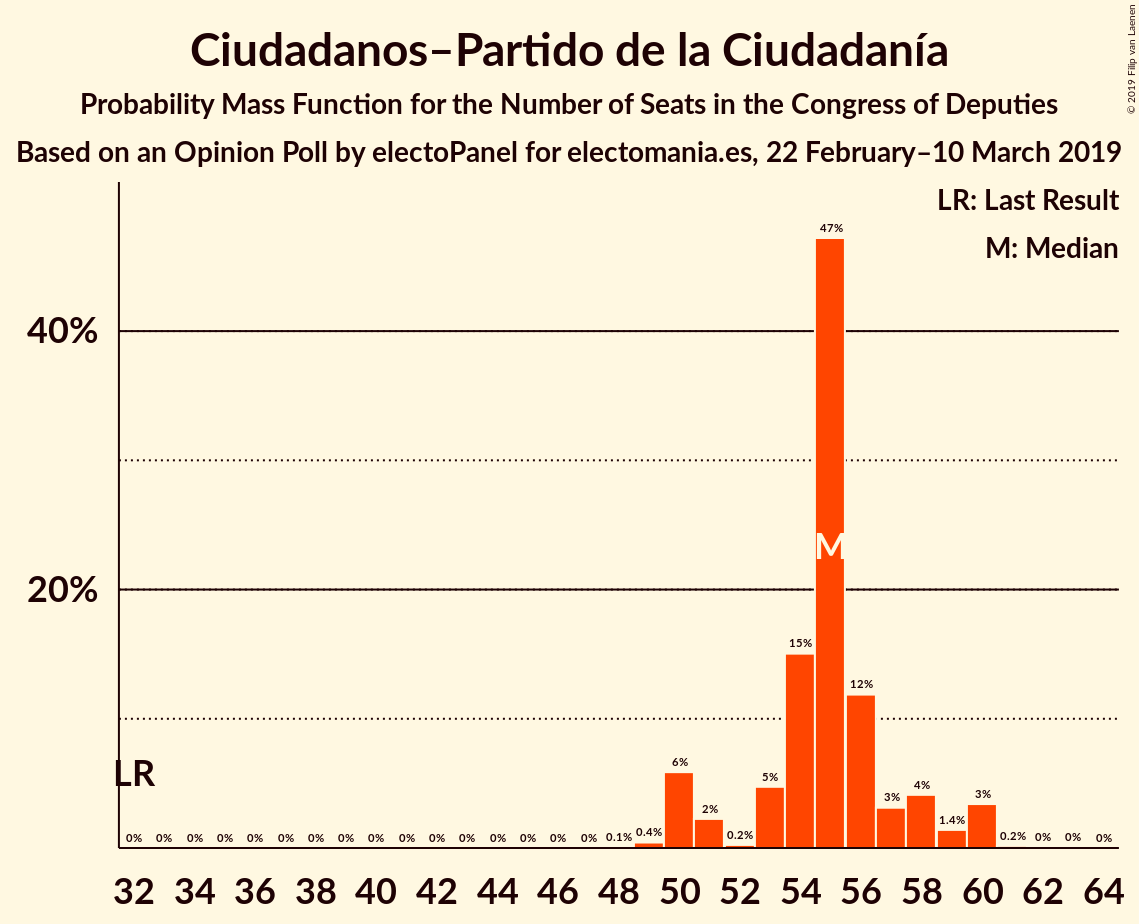 Ciudadanos–Partido de la Ciudadanía
Probability Mass Function for the Number of Seats in the Congress of Deputies
Based on an Opinion Poll by electoPanel for electomania.es, 22 February–10 March 2019
© 2019 Filip van Laenen
LR: Last Result
M: Median
47%
40%
M
20%
15%
12%
LR
6%
2%
5%
3%
4%
1.4%
3%
0% 0% 0% 0% 0% 0% 0% 0% 0% 0% 0% 0% 0% 0% 0% 0% 0.1% 0.4% 0.2% 0.2% 0% 0% 0%
32 34 36 38 40 42 44 46 48 50 52 54 56 58 60 62 64